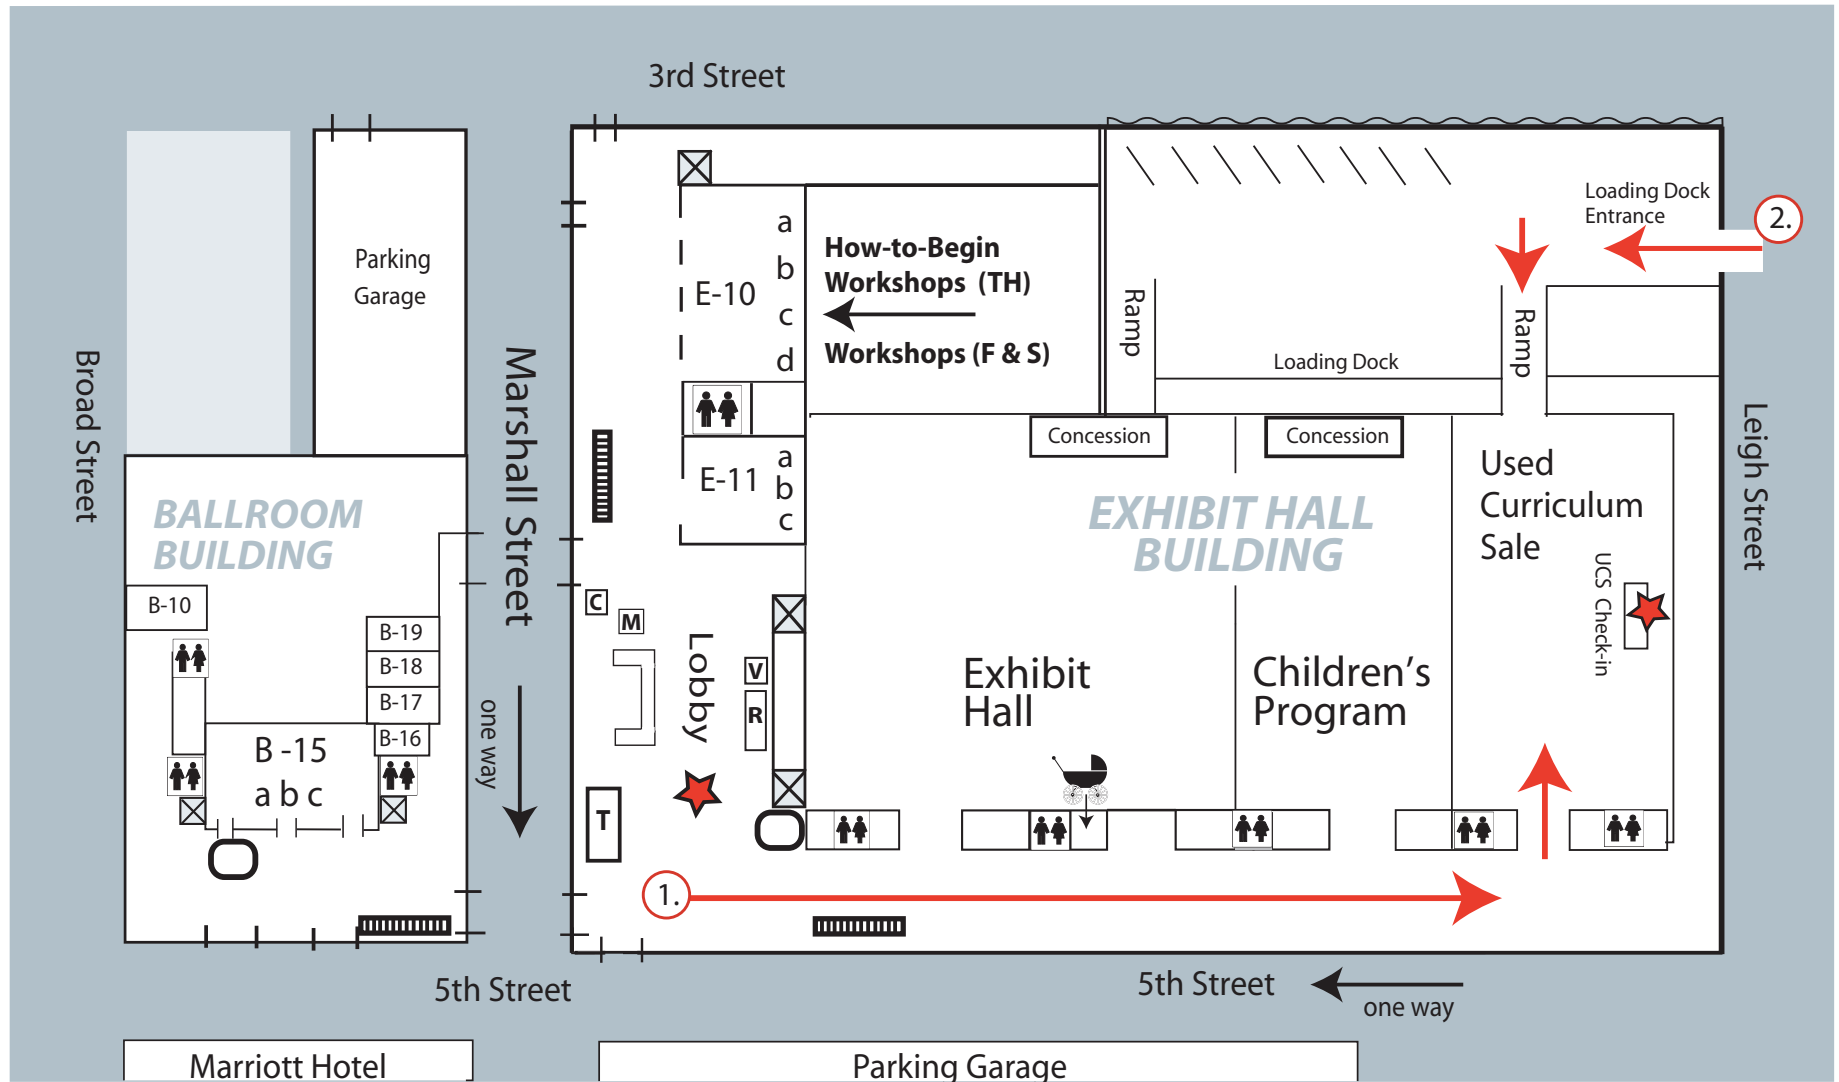 3rd Street
Loading Dock
Entrance
2.
Parking
Garage
a
b
c
d
E-10
How-to-Begin
Workshops (TH)
Workshops (F & S)
Ramp
Ramp
Loading Dock
Broad Street
Marshall Street
Leigh Street
Concession
Concession
E-11
a
b
c
Used
Curriculum
Sale
BALLROOM
BUILDING
EXHIBIT HALL
BUILDING
UCS Check-in
B-10
C
M
B-19
B-18
B-17
B-16
Lobby
V
R
Exhibit
Hall
Children's
Program
one way
B -15
a b c
T
1.
5th Street
5th Street
one way
Marriott Hotel
Parking Garage